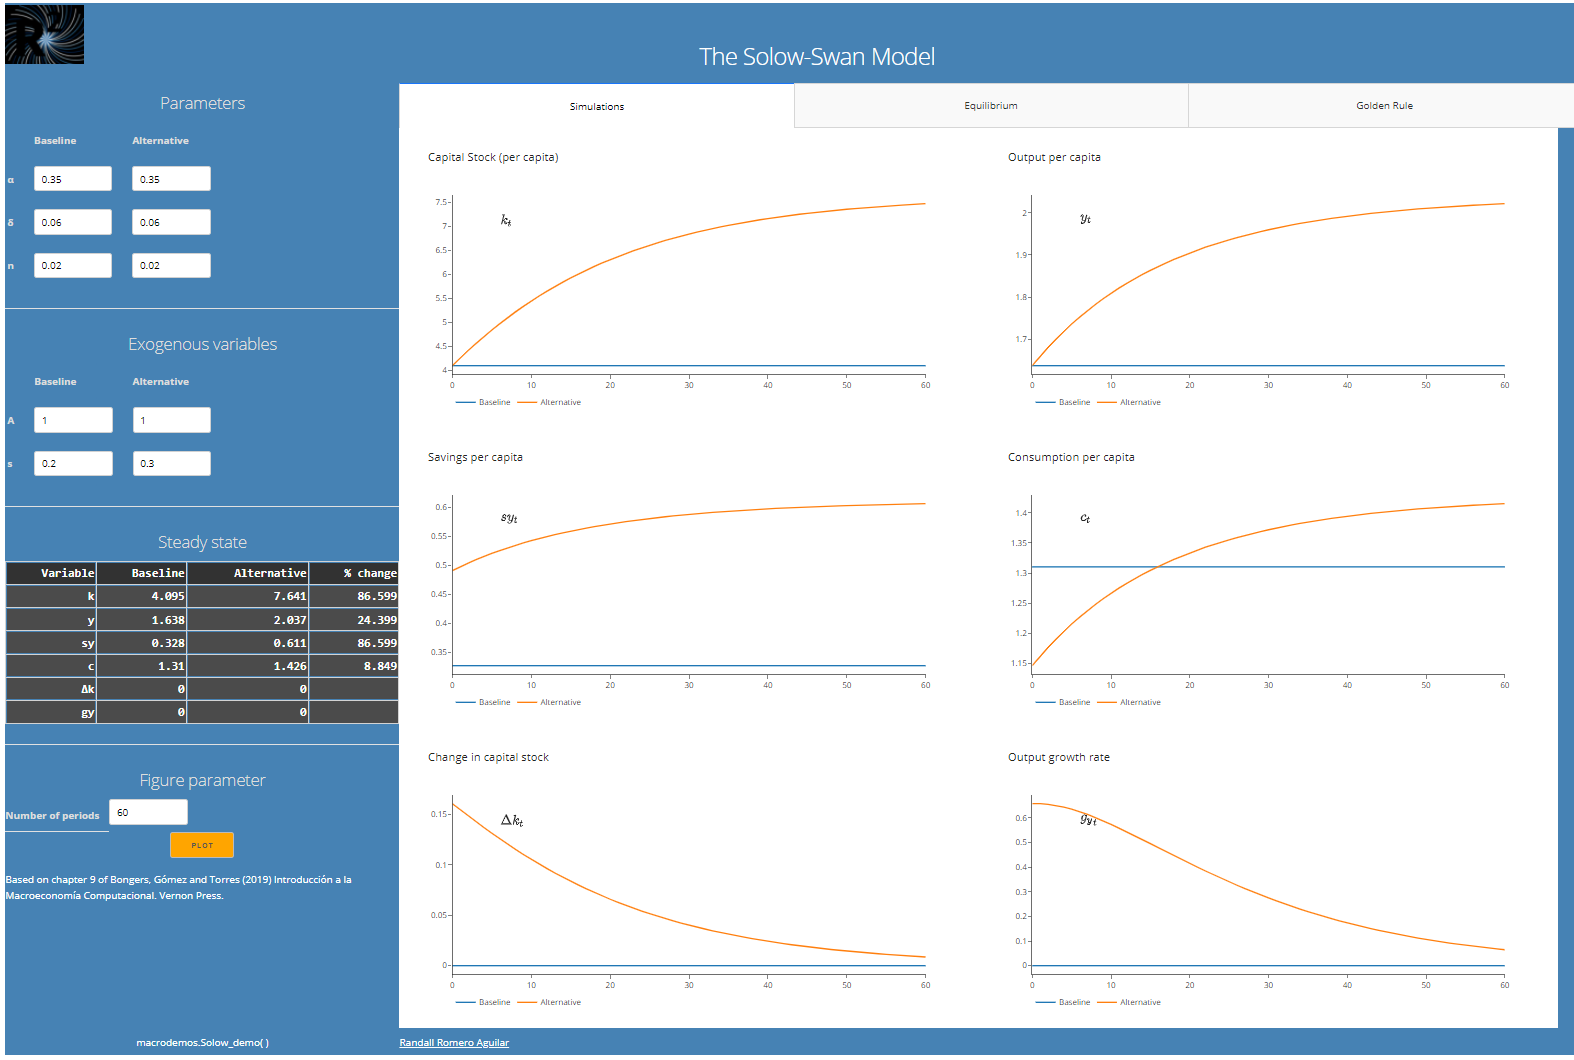 The Solow-Swan Model
Parameters
Baseline Alternative
α 0.35 0.35
δ 0.06 0.06
n 0.02 0.02
Exogenous variables
Baseline Alternative
A 1 1
s 0.2 0.3
Steady state
Variable Baseline Alternative % change
k 4.095 7.641 86.599
y 1.638 2.037 24.399
sy 0.328 0.611 86.599
c 1.31 1.426 8.849
Δk 0 0
gy 0 0
Figure parameter
Number of periods 60
PLOT
Based on chapter 9 of Bongers, Gómez and Torres (2019) Introducción a la
Macroeconomía Computacional. Vernon Press.
macrodemos.Solow_demo( )
Simulations Equilibrium Golden Rule
Capital Stock (per capita)
7.5
7
6.5
6
5.5
5
4.5
4
k_t
0 10 20 30 40 50 60
Baseline Alternative
Output per capita
2
1.9
1.8
1.7
y_t
0 10 20 30 40 50 60
Baseline Alternative
Savings per capita
0.6
0.55
0.5
0.45
0.4
0.35
sy_t
0 10 20 30 40 50 60
Baseline Alternative
Consumption per capita
1.4
1.35
1.3
1.25
1.2
1.15
c_t
0 10 20 30 40 50 60
Baseline Alternative
Change in capital stock
0.15
0.1
0.05
0
Δk_t
0 10 20 30 40 50 60
Baseline Alternative
Output growth rate
0.6
0.5
0.4
0.3
0.2
0.1
0
g_{y_t}
0 10 20 30 40 50 60
Baseline Alternative
Randall Romero Aguilar